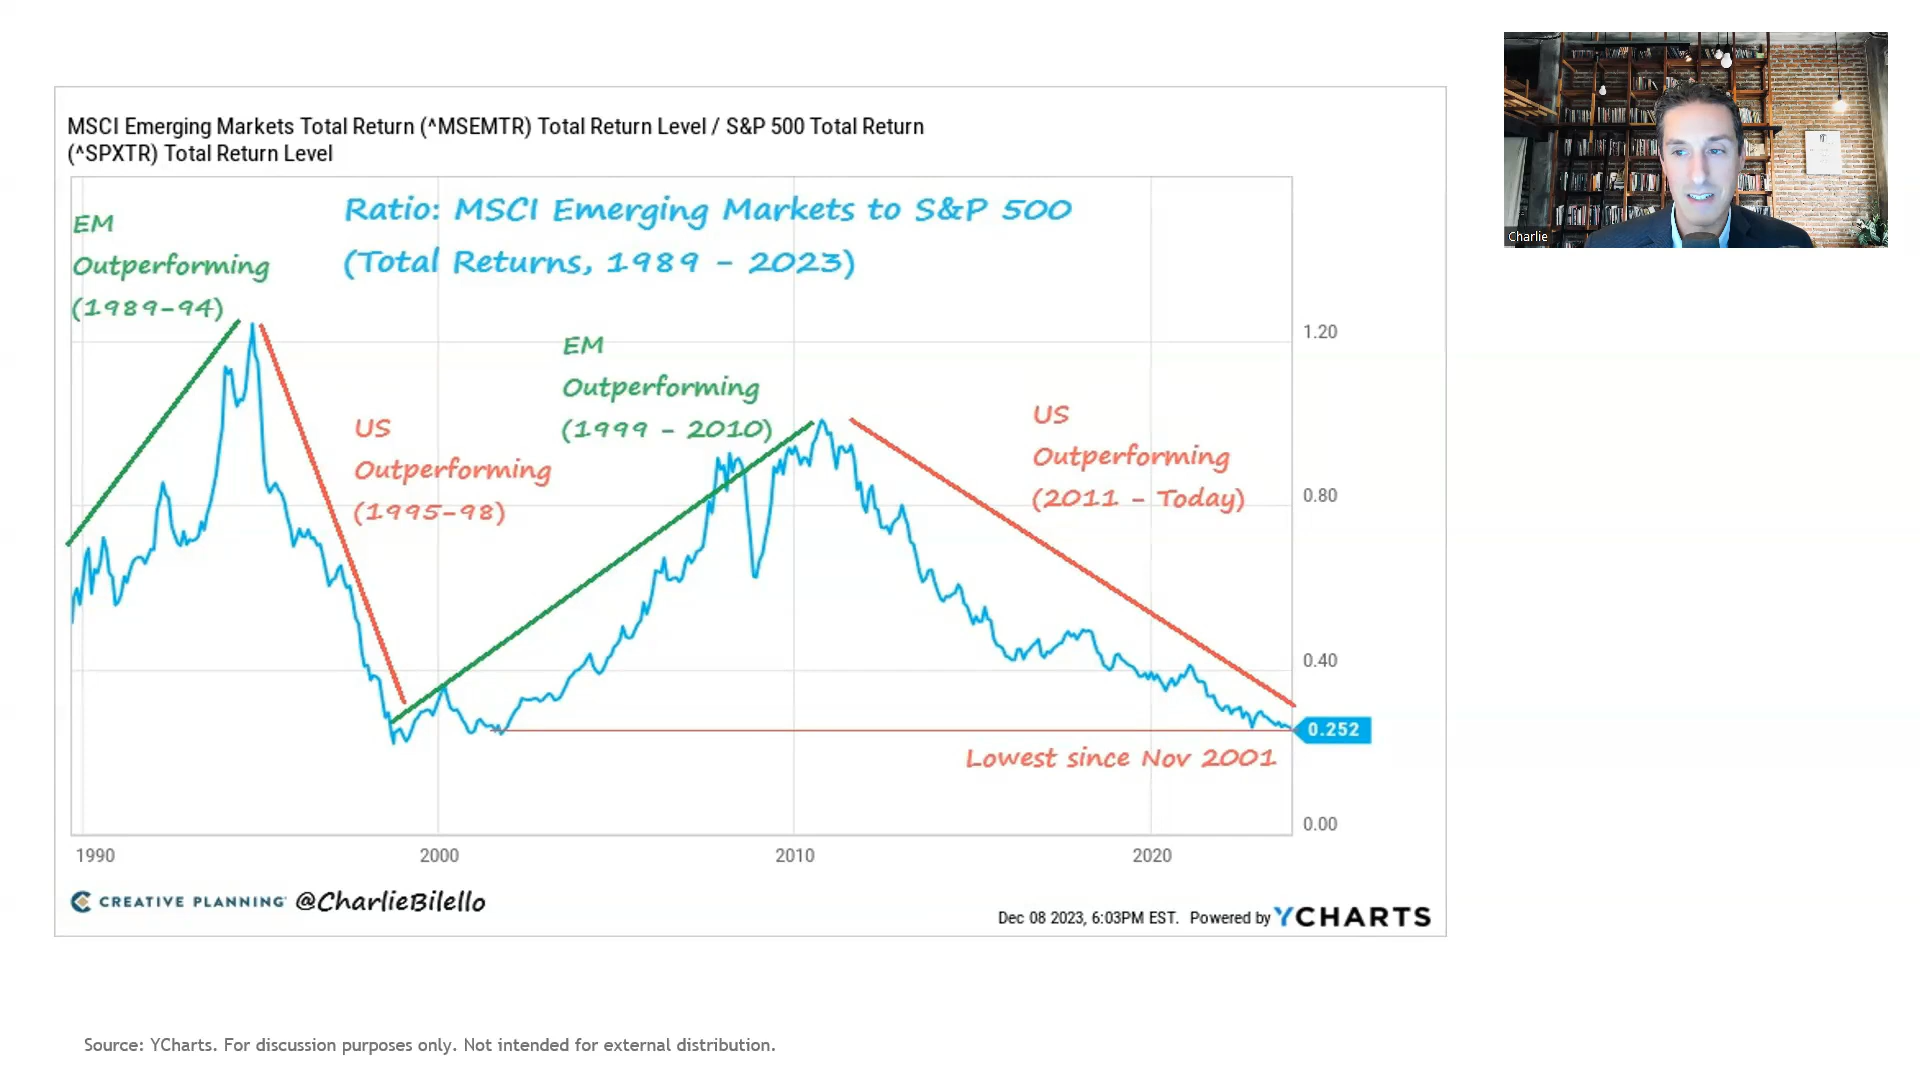 MSCI Emerging Markets Total Return (^MSEMTR) Total Return Level / S&P 500 Total Return
(^SPXTR) Total Return Level
Ratio: MSCI Emerging Markets to S&P 500
(Total Returns, 1989 - 2023)
EM
Outperforming
(1989-94)
US
Outperforming
(1995-98)
EM
Outperforming
(1999 - 2010)
US
Outperforming
(2011 - Today)
1.20
0.80
0.40
0.252
0.00
Lowest since Nov 2001
1990
2000
2010
2020
CREATIVE PLANNING @CharlieBilello
Dec 08 2023, 6:03PM EST. Powered by YCHARTS
Charlie
Source: YCharts. For discussion purposes only. Not intended for external distribution.